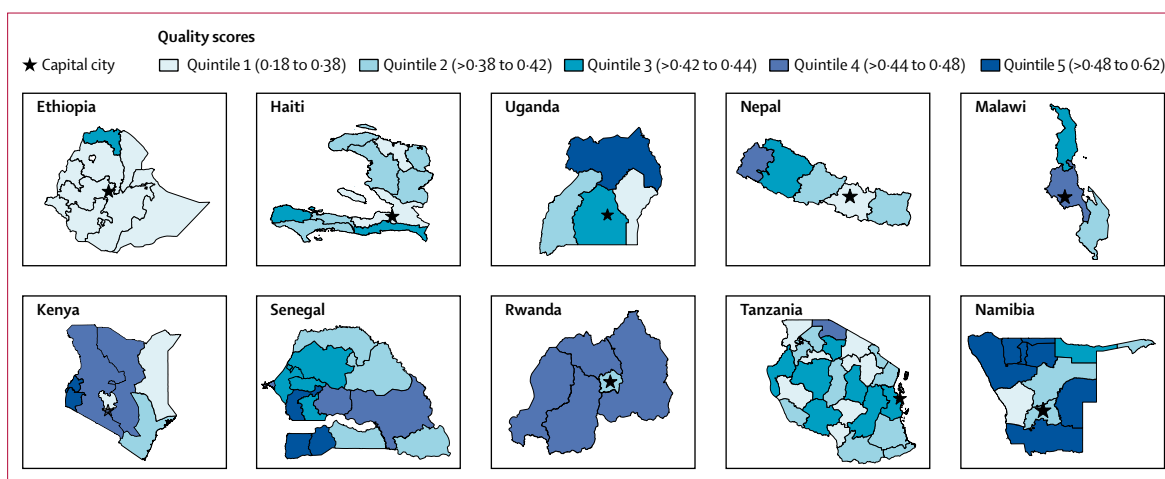 Quality scores
★ Capital city Quintile 1 (0·18 to 0·38) Quintile 2 (>0·38 to 0·42) Quintile 3 (>0·42 to 0·44) Quintile 4 (>0·44 to 0·48) Quintile 5 (>0·48 to 0·62)
Ethiopia Haiti Uganda Nepal Malawi
Kenya Senegal Rwanda Tanzania Namibia